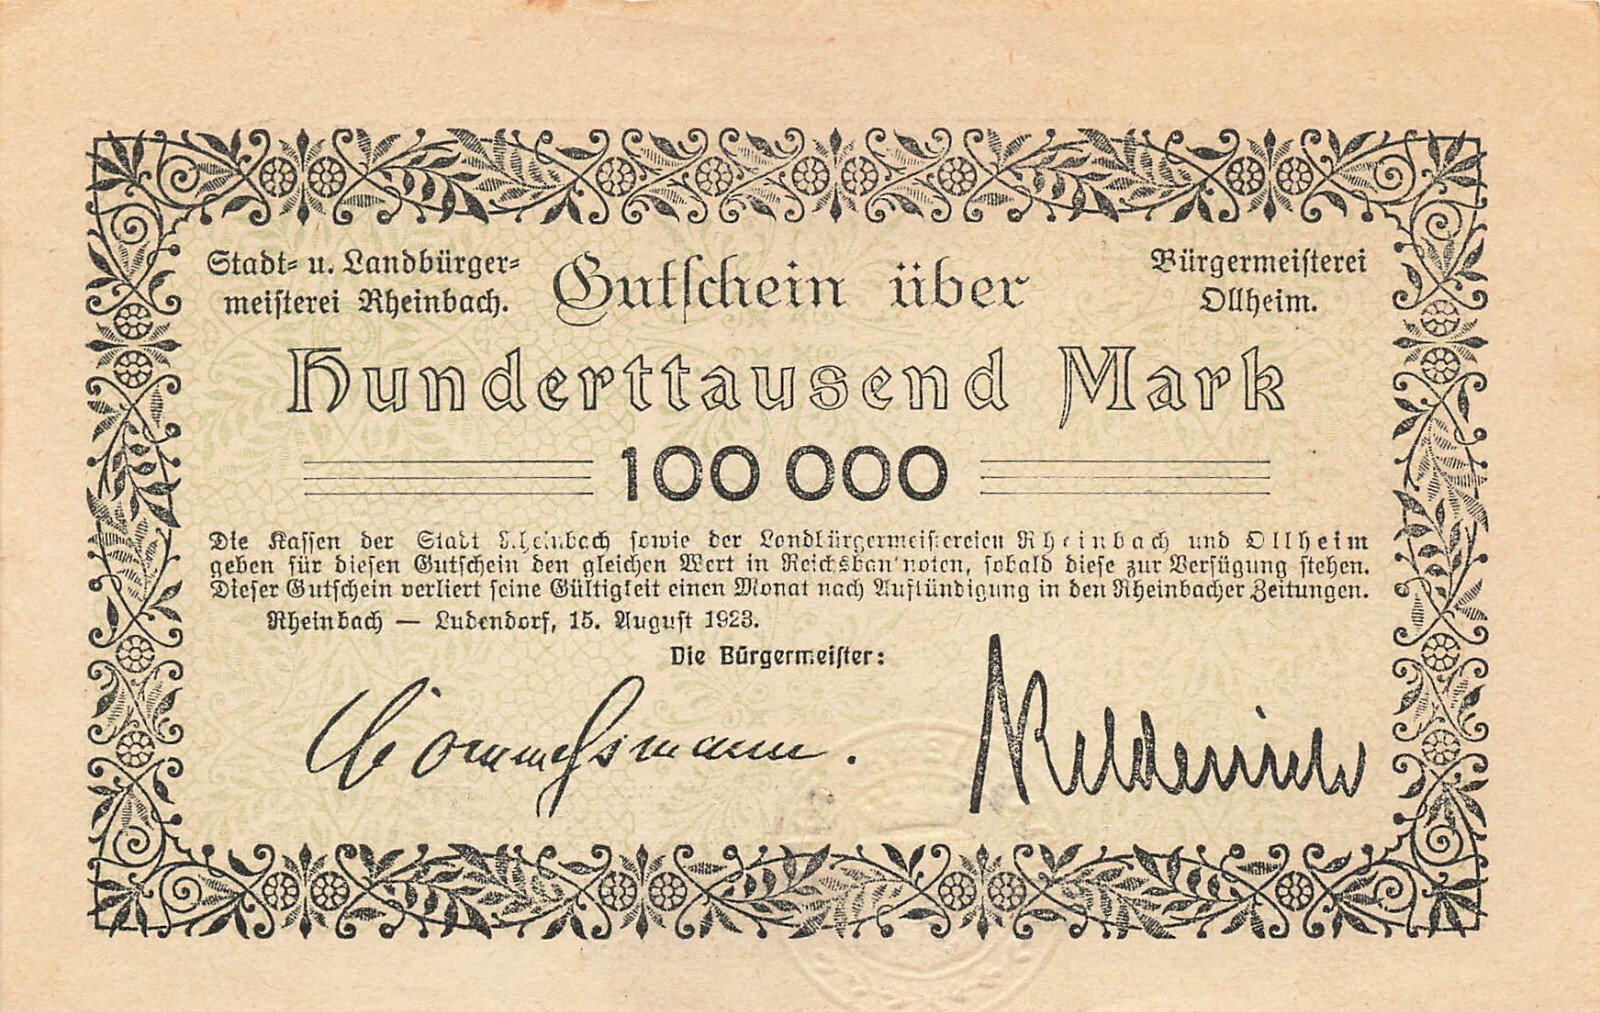 Stadt- u. Landbürger-
meisterei Rheinbach.
Gutschein über
Bürgermeisterei
Ollheim.
Hunderttausend Mark
100 000
Die Kassen der Stadt Rheinbach sowie der Landbürgermeistereien Rheinbach und Ollheim
geben für diesen Gutschein den gleichen Wert in Reichsbanknoten, sobald diese zur Verfügung stehen.
Dieser Gutschein verliert seine Gültigkeit einen Monat nach Aufkündigung in den Rheinbacher Zeitungen.
Rheinbach — Ludendorf, 15. August 1923.
Die Bürgermeister: